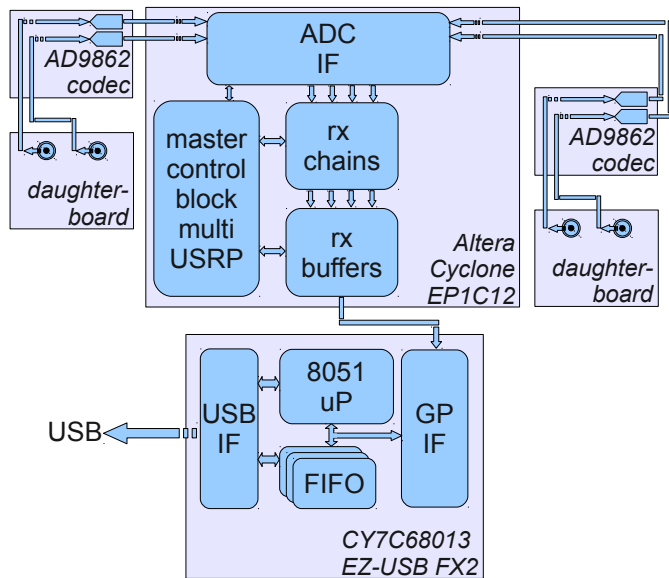 AD9862
codec
daughter-
board
ADC
IF
master
control
block
multi
USRP
rx
chains
rx
buffers
Altera
Cyclone
EP1C12
AD9862
codec
daughter-
board
USB
USB
IF
8051
uP
FIFO
GP
IF
CY7C68013
EZ-USB FX2